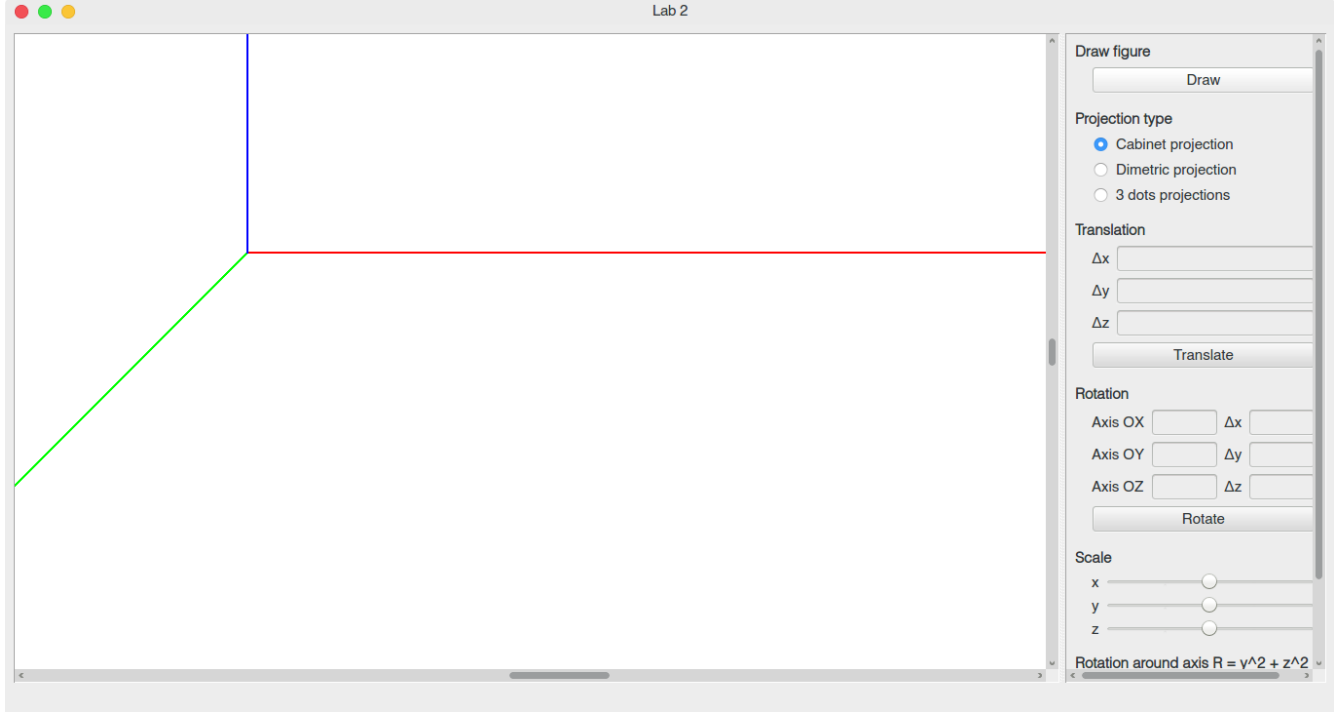 Lab 2
Draw figure
Draw
Projection type
Cabinet projection
Dimetric projection
3 dots projections
Translation
Δx
Δy
Δz
Translate
Rotation
Axis OX Δx
Axis OY Δy
Axis OZ Δz
Rotate
Scale
x
y
z
Rotation around axis R = y^2 + z^2